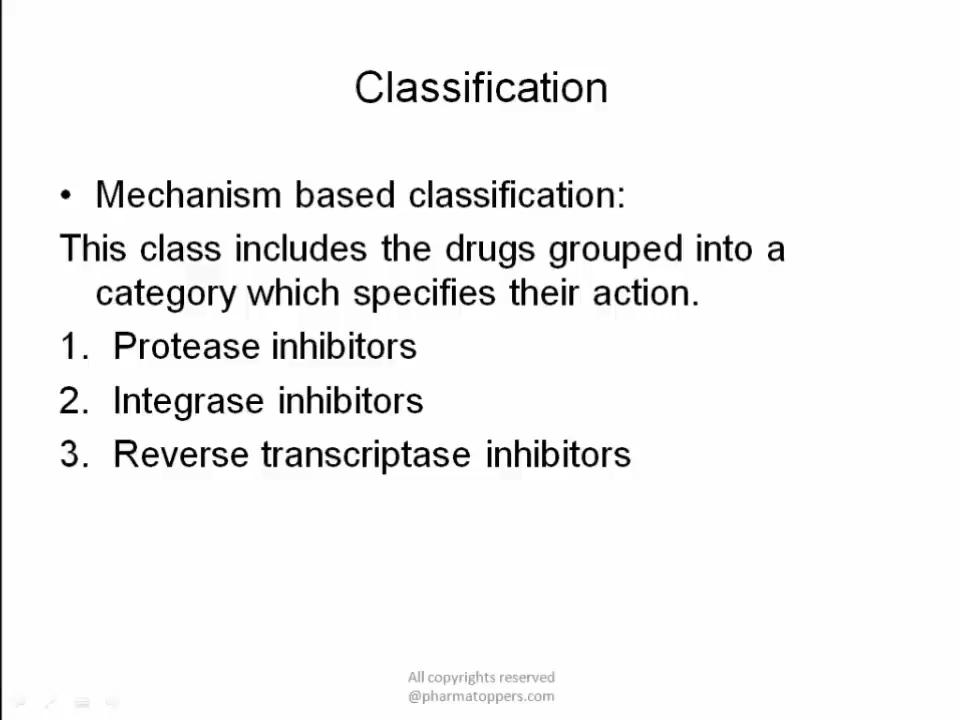 Classification
• Mechanism based classification:
This class includes the drugs grouped into a
category which specifies their action.
1. Protease inhibitors
2. Integrase inhibitors
3. Reverse transcriptase inhibitors
All copyrights reserved
@pharmatoppers.com